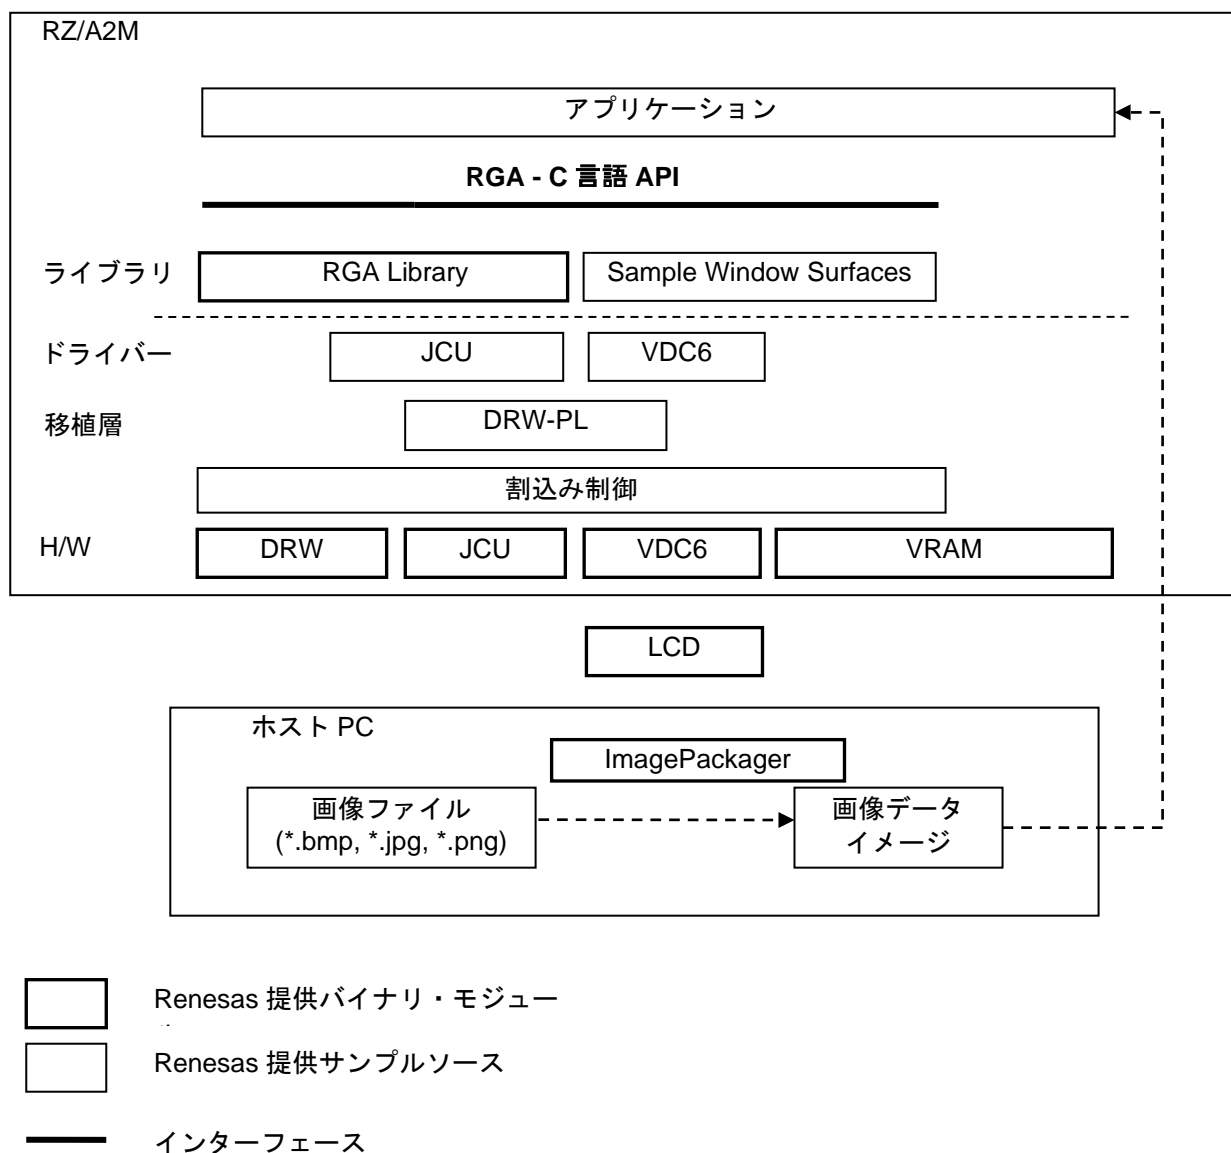 RZ/A2M
アプリケーション
RGA - C 言語 API
ライブラリ
RGA Library
Sample Window Surfaces
ドライバー
JCU
VDC6
移植層
DRW-PL
割込み制御
H/W
DRW
JCU
VDC6
VRAM
LCD
ホスト PC
ImagePackager
画像ファイル
(*.bmp, *.jpg, *.png)
画像データ
イメージ
Renesas 提供バイナリ・モジュー
Renesas 提供サンプルソース
インターフェース